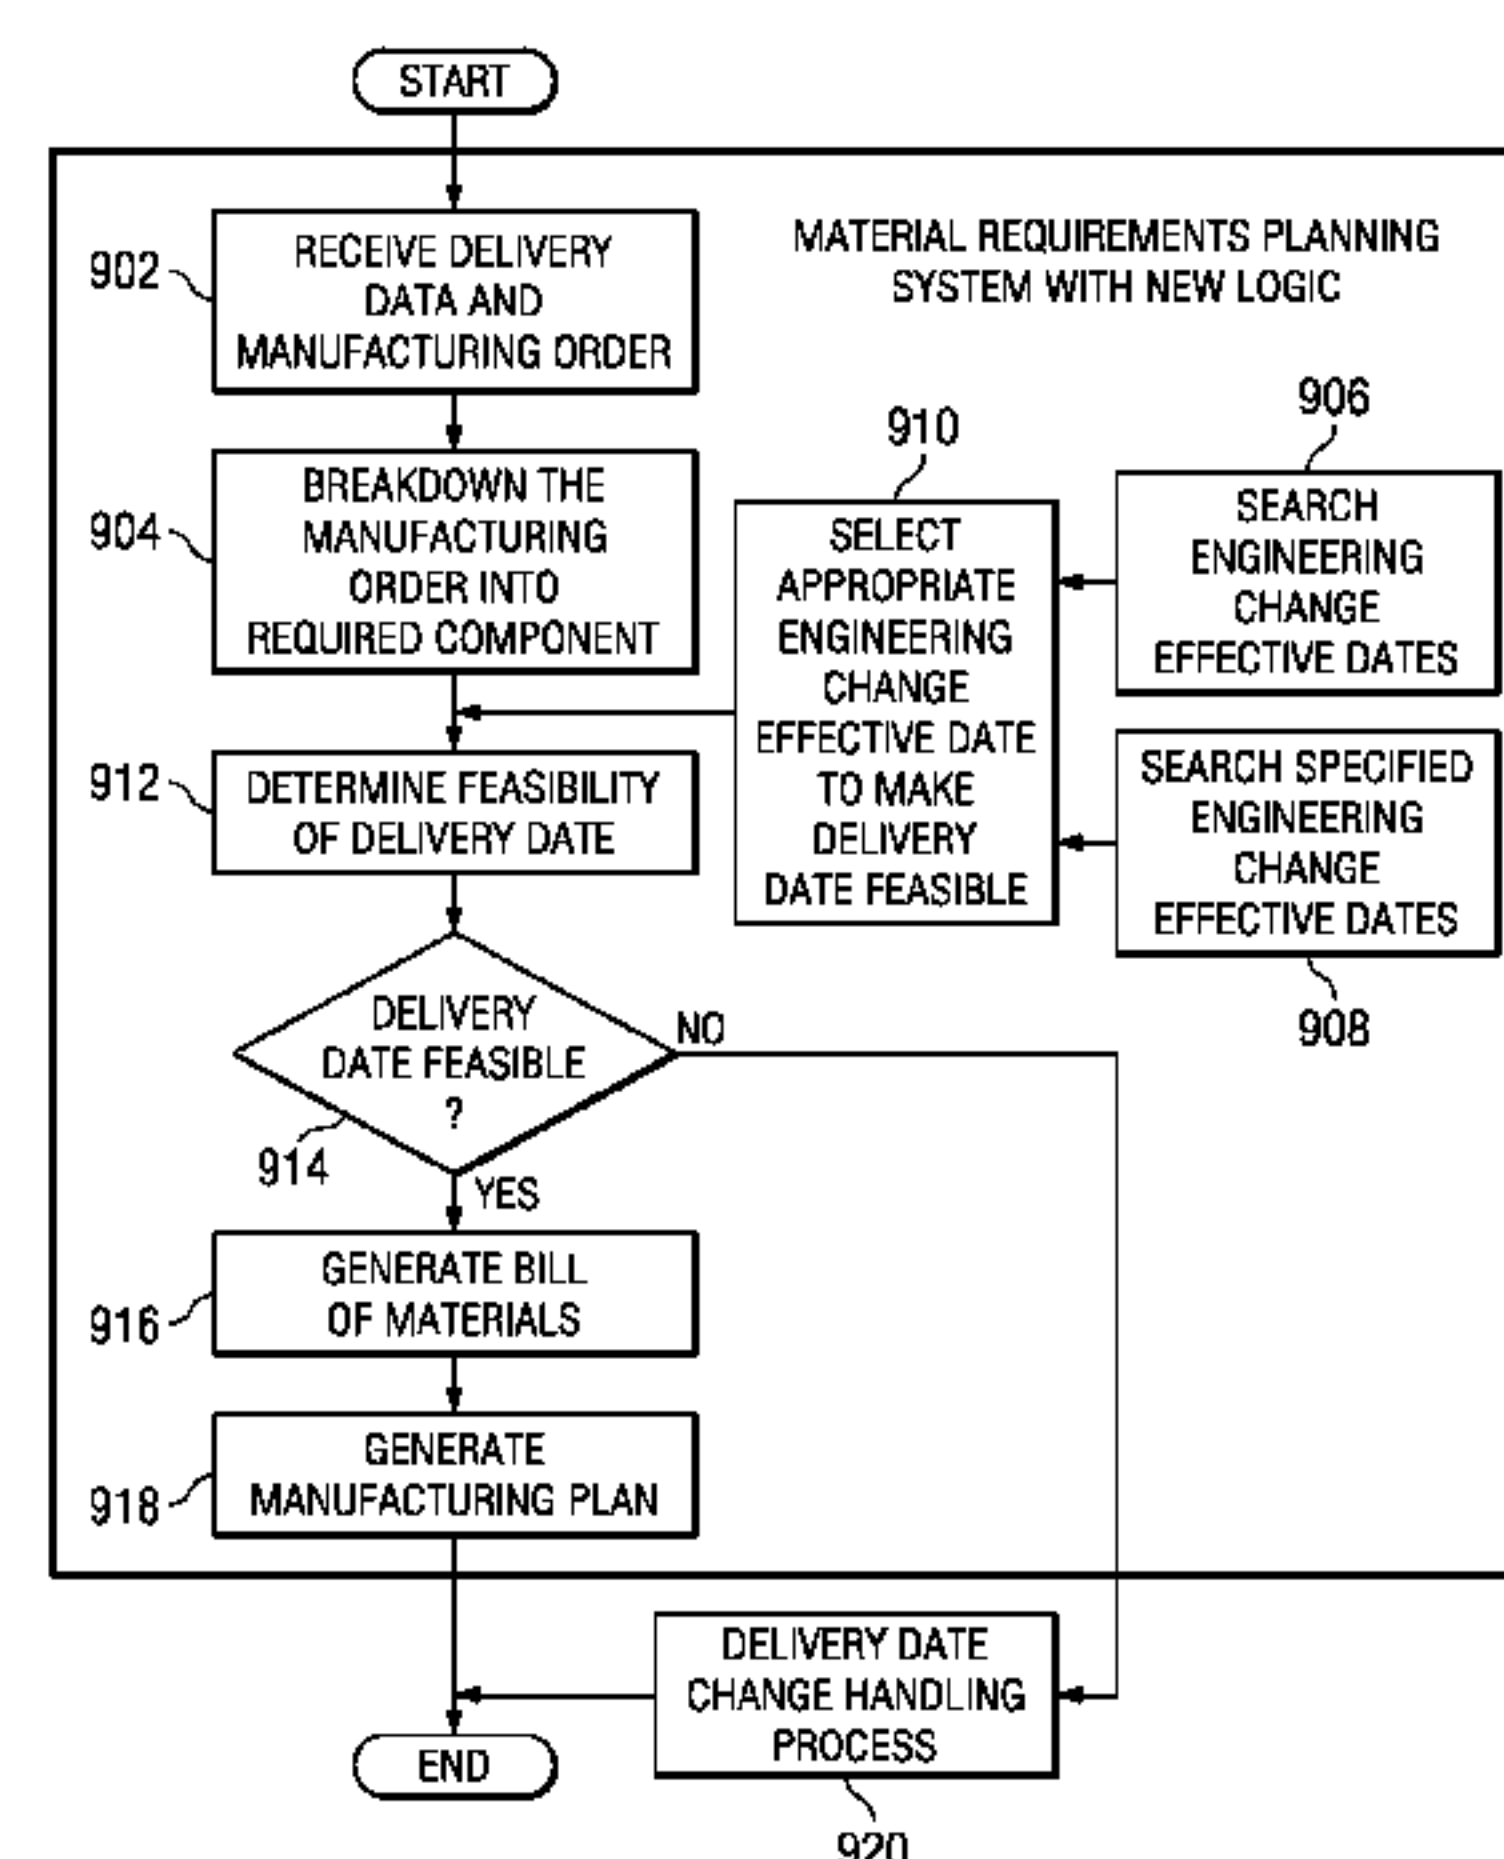 START
902
RECEIVE DELIVERY
DATA AND
MANUFACTURING ORDER
MATERIAL REQUIREMENTS PLANNING
SYSTEM WITH NEW LOGIC
904
BREAKDOWN THE
MANUFACTURING
ORDER INTO
REQUIRED COMPONENT
910
SELECT
APPROPRIATE
ENGINEERING
CHANGE
EFFECTIVE DATE
TO MAKE
DELIVERY
DATE FEASIBLE
906
SEARCH
ENGINEERING
CHANGE
EFFECTIVE DATES
SEARCH SPECIFIED
ENGINEERING
CHANGE
EFFECTIVE DATES
908
912
DETERMINE FEASIBILITY
OF DELIVERY DATE
DELIVERY
DATE FEASIBLE
?
NO
914
YES
916
GENERATE BILL
OF MATERIALS
918
GENERATE
MANUFACTURING PLAN
DELIVERY DATE
CHANGE HANDLING
PROCESS
END
920